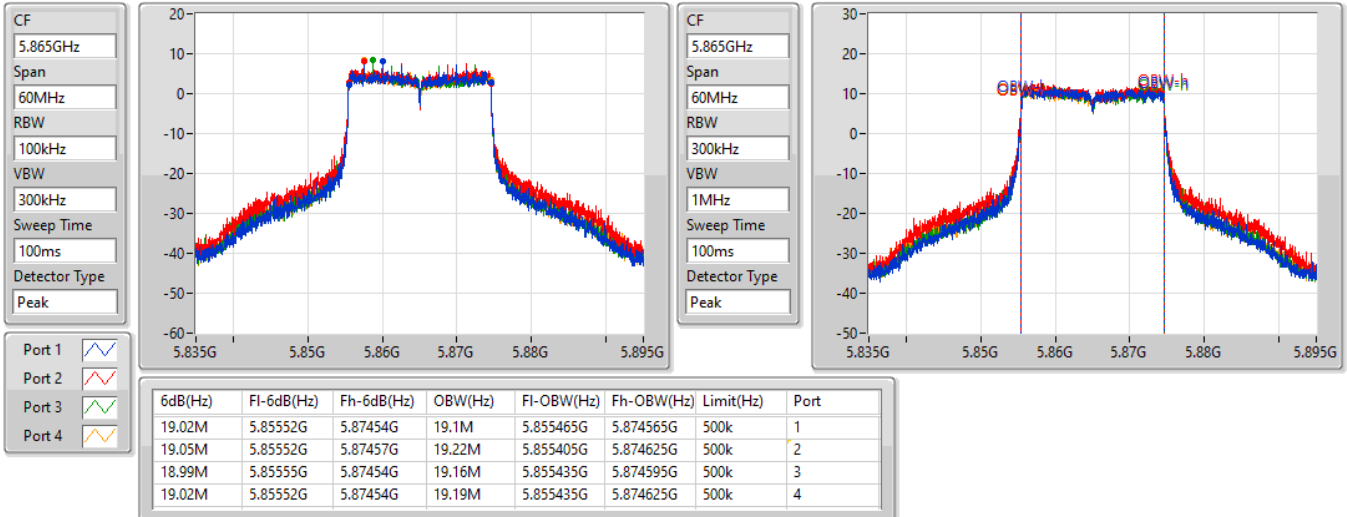 CF
5.865GHz
Span
60MHz
RBW
100kHz
VBW
300kHz
Sweep Time
100ms
Detector Type
Peak
20
10
0
-10
-20
-30
-40
-50
-60
5.835G 5.85G 5.86G 5.87G 5.88G 5.895G
CF
5.865GHz
Span
60MHz
RBW
300kHz
VBW
1MHz
Sweep Time
100ms
Detector Type
Peak
30
20
10
0
-10
-20
-30
-40
-50
OBW-h
5.835G 5.85G 5.86G 5.87G 5.88G 5.895G
Port 1
Port 2
Port 3
Port 4
6dB(Hz) Fl-6dB(Hz) Fh-6dB(Hz) OBW(Hz) Fl-OBW(Hz) Fh-OBW(Hz) Limit(Hz) Port
19.02M 5.85552G 5.87454G 19.1M 5.855465G 5.874565G 500k 1
19.05M 5.85552G 5.87457G 19.22M 5.855405G 5.874625G 500k 2
18.99M 5.85555G 5.87454G 19.16M 5.855435G 5.874595G 500k 3
19.02M 5.85552G 5.87454G 19.19M 5.855435G 5.874625G 500k 4